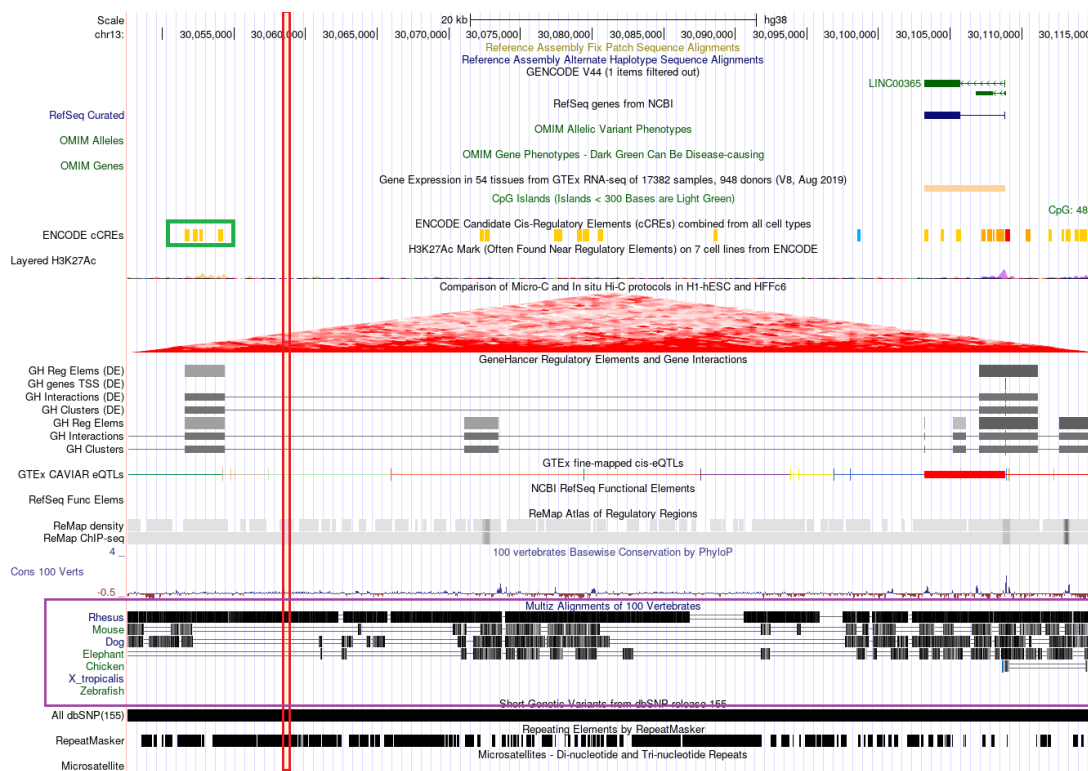 Scale 20 kb hg38
chr13: 30,055,000 30,060,000 30,065,000 30,070,000 30,075,000 30,080,000 30,085,000 30,090,000 30,095,000 30,100,000 30,105,000 30,110,000 30,115,000
Reference Assembly Fix Patch Sequence Alignments
Reference Assembly Alternate Haplotype Sequence Alignments
GENCODE V44 (1 items filtered out)
LINC00365
RefSeq genes from NCBI
RefSeq Curated
OMIM Allelic Variant Phenotypes
OMIM Alleles
OMIM Gene Phenotypes - Dark Green Can Be Disease-causing
OMIM Genes
Gene Expression in 54 tissues from GTEx RNA-seq of 17382 samples, 948 donors (V8, Aug 2019)
CpG Islands (Islands < 300 Bases are Light Green)
CpG: 48
ENCODE Candidate Cis-Regulatory Elements (cCREs) combined from all cell types
ENCODE cCREs
H3K27Ac Mark (Often Found Near Regulatory Elements) on 7 cell lines from ENCODE
Layered H3K27Ac
Comparison of Micro-C and In situ Hi-C protocols in H1-hESC and HFFc6
GeneHancer Regulatory Elements and Gene Interactions
GH Reg Elems (DE)
GH genes TSS (DE)
GH Interactions (DE)
GH Clusters (DE)
GH Reg Elems
GH Interactions
GH Clusters
GTEx fine-mapped cis-eQTLs
GTEx CAVIAR eQTLs
NCBI RefSeq Functional Elements
RefSeq Func Elems
ReMap Atlas of Regulatory Regions
ReMap density
ReMap ChIP-seq
4 _ 100 vertebrates Basewise Conservation by PhyloP
Cons 100 Verts
-0.5 _
Multiz Alignments of 100 Vertebrates
Rhesus
Mouse
Dog
Elephant
Chicken
X_tropicalis
Zebrafish
Short Genetic Variants from dbSNP release 155
All dbSNP(155)
Repeating Elements by RepeatMasker
RepeatMasker
Microsatellites - Di-nucleotide and Tri-nucleotide Repeats
Microsatellite